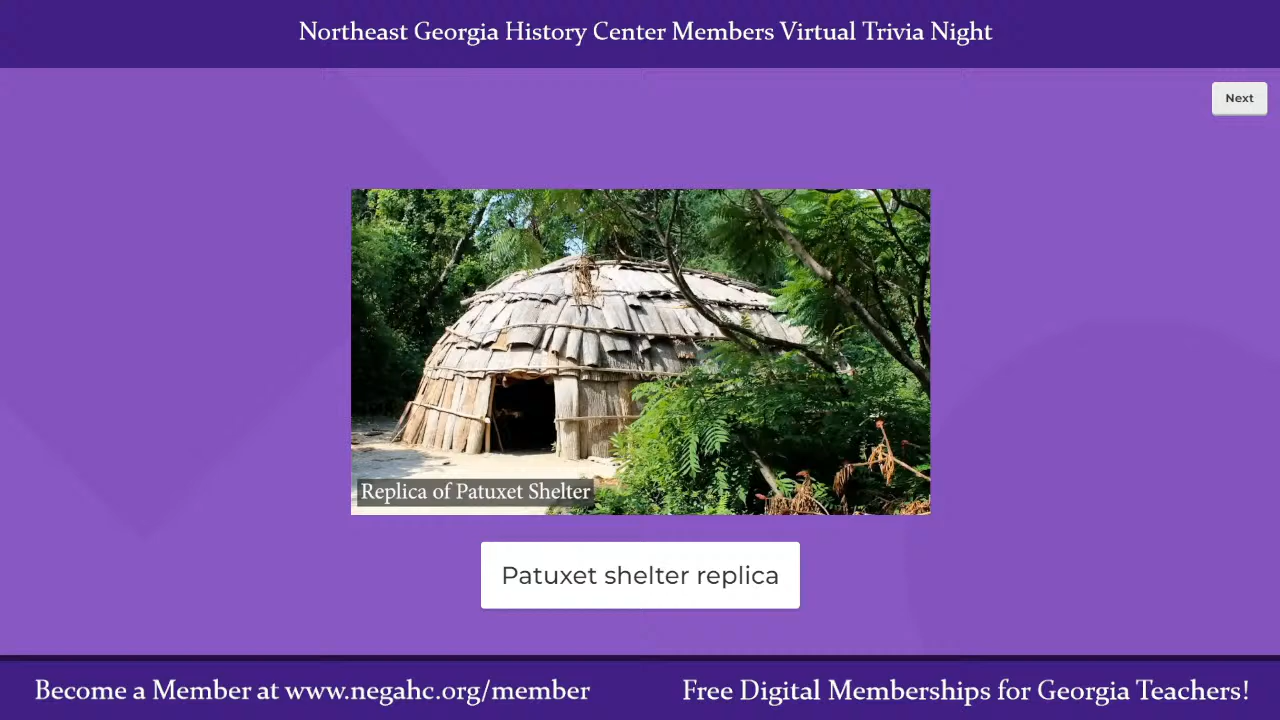 Northeast Georgia History Center Members Virtual Trivia Night
Next
Replica of Patuxet Shelter
Patuxet shelter replica
Become a Member at www.negahc.org/member
Free Digital Memberships for Georgia Teachers!